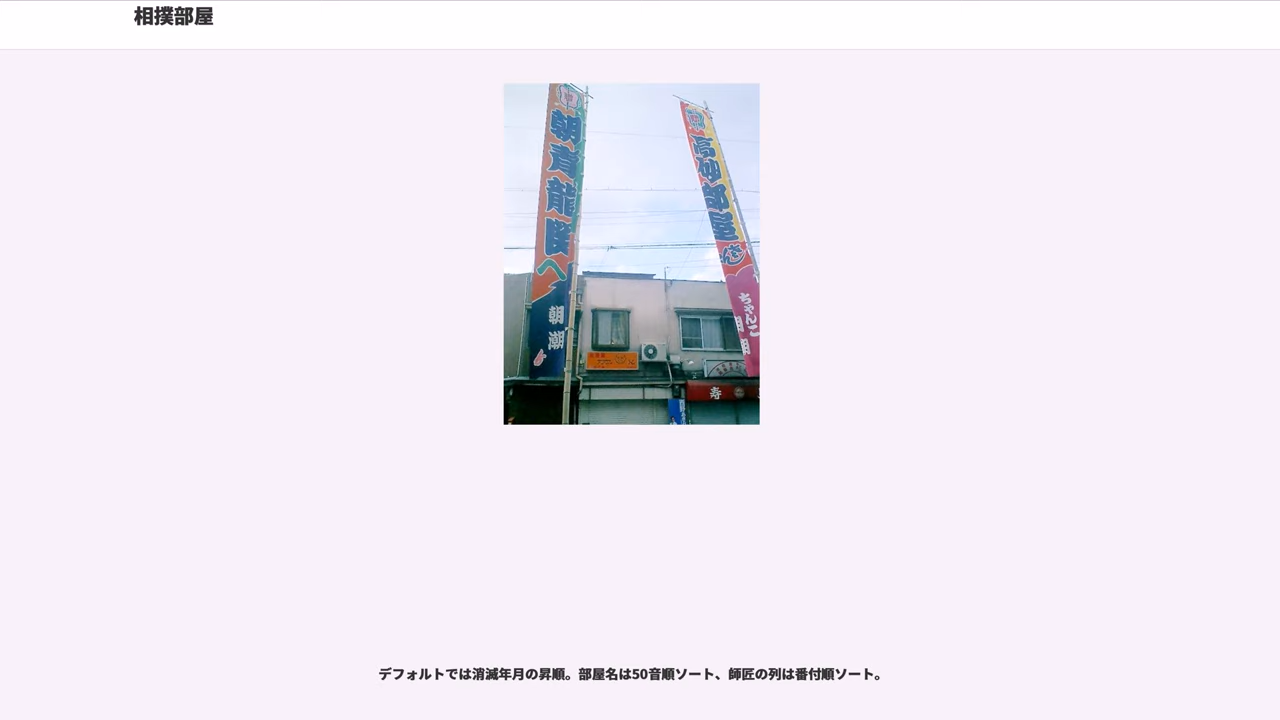 相撲部屋
朝青龍関へ
朝潮
高砂部屋
さ
ちゃんこ
朝
寿
デフォルトでは消滅年月の昇順。部屋名は50音順ソート、師匠の列は番付順ソート。